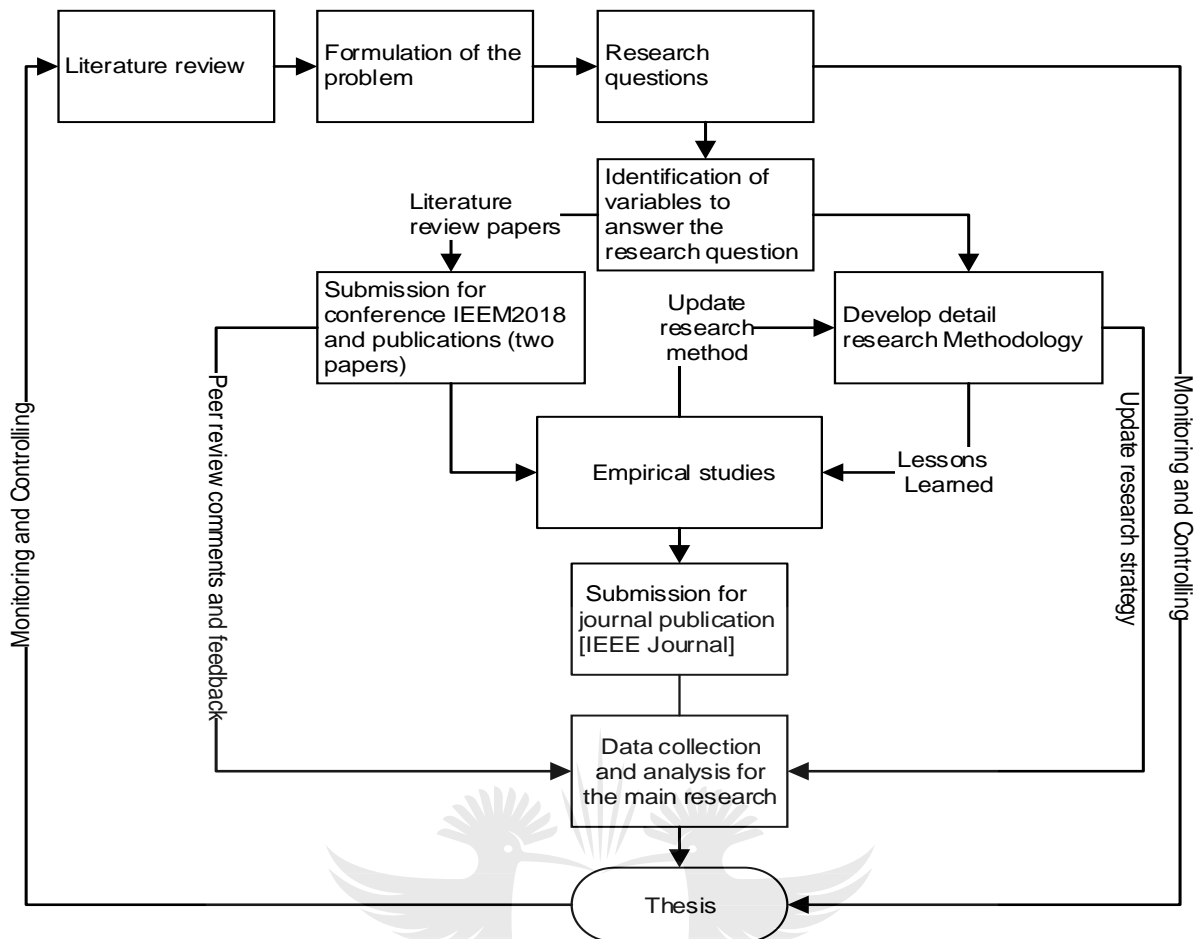 Literature review
Formulation of the
problem
Research
questions
Identification of
variables to
answer the
research question
Literature
review papers
Submission for
conference IEEM2018
and publications (two
papers)
Update
research
method
Develop detail
research Methodology
Empirical studies
Lessons
Learned
Submission for
journal publication
[IEEE Journal]
Data collection
and analysis for
the main research
Thesis
Monitoring and Controlling
Peer review comments and feedback
Update research strategy
Monitoring and Controlling